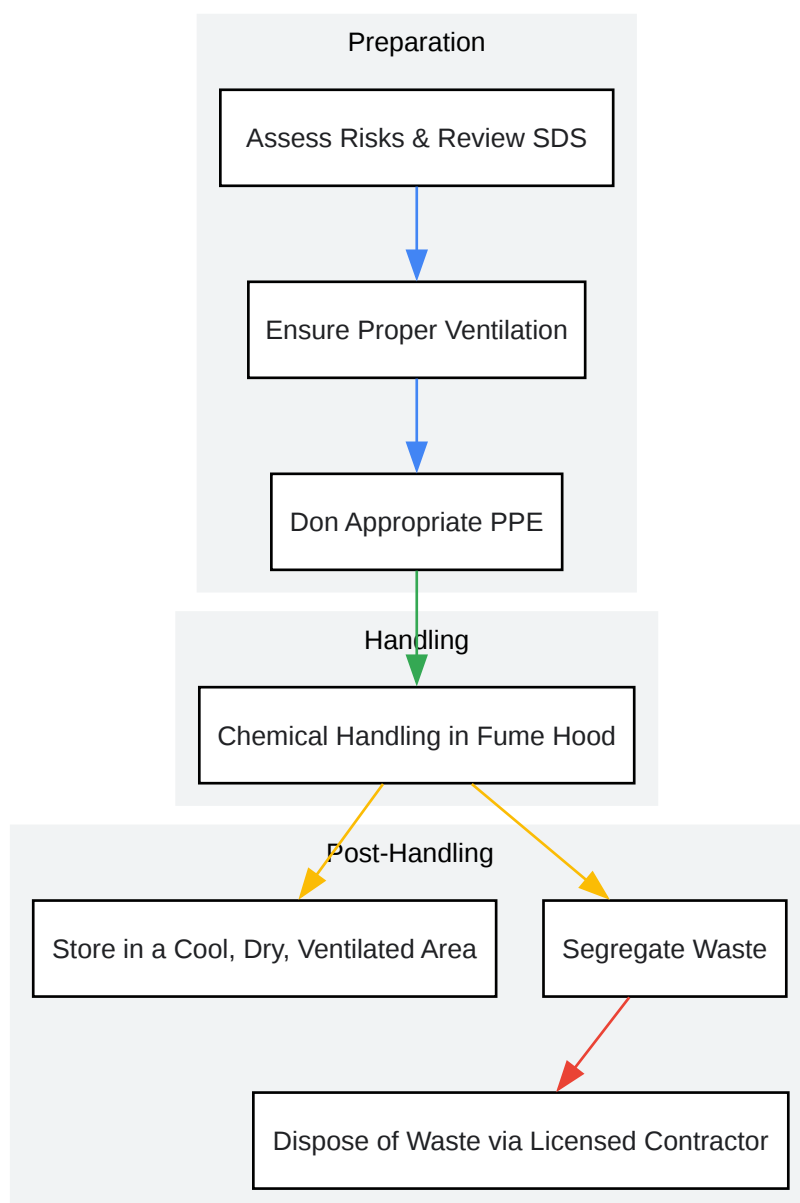 Preparation
Assess Risks & Review SDS
Ensure Proper Ventilation
Don Appropriate PPE
Handling
Chemical Handling in Fume Hood
Post-Handling
Store in a Cool, Dry, Ventilated Area
Segregate Waste
Dispose of Waste via Licensed Contractor